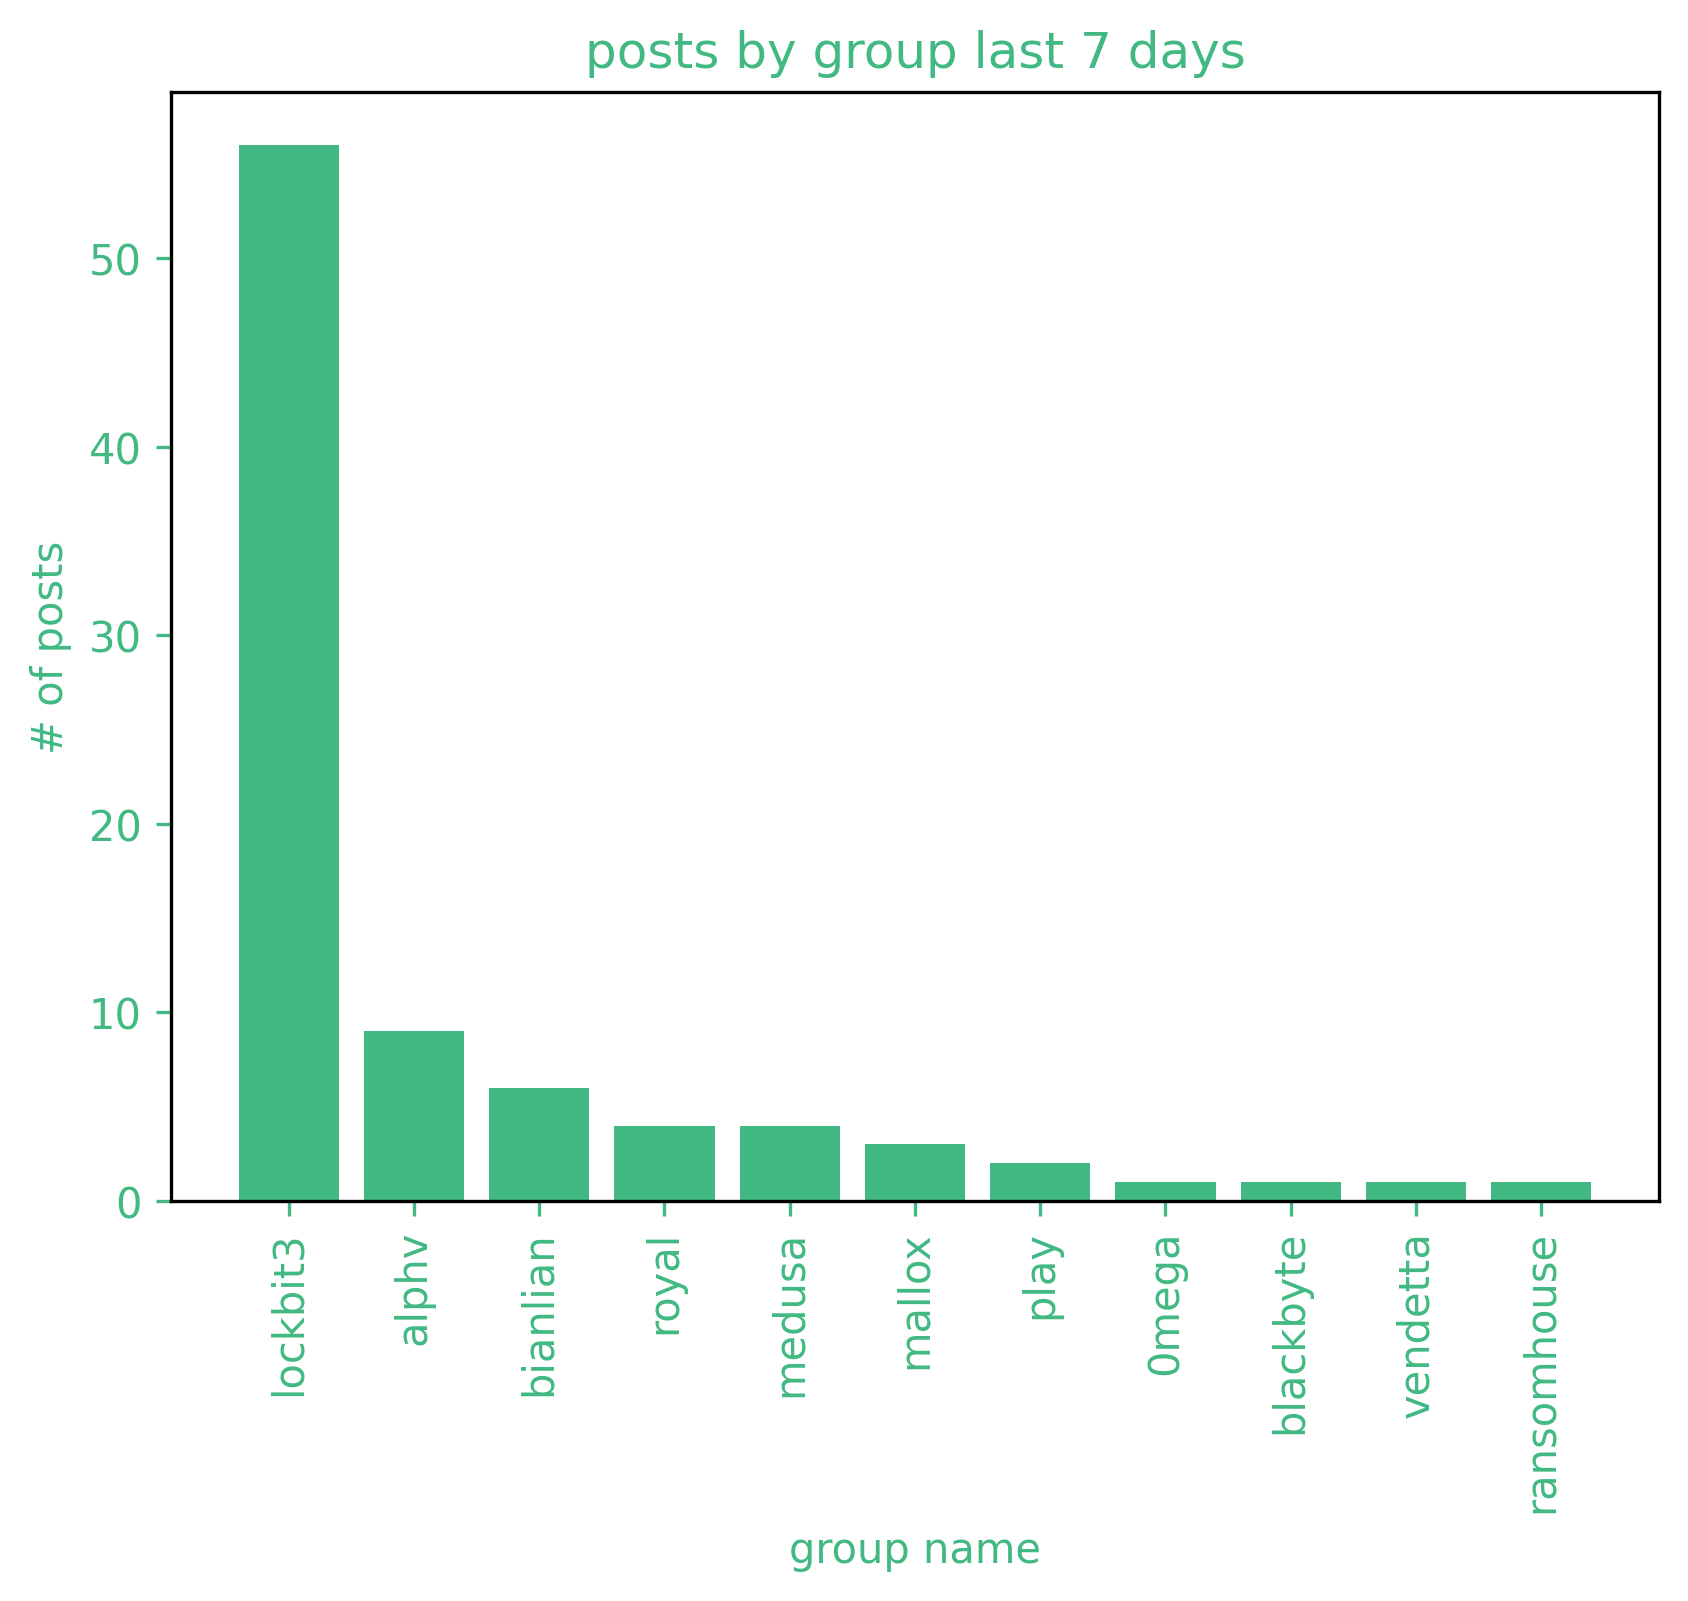 posts by group last 7 days
# of posts
50
40
30
20
10
0
lockbit3
alphv
bianlian
royal
medusa
mallox
play
0mega
blackbyte
vendetta
ransomhouse
group name